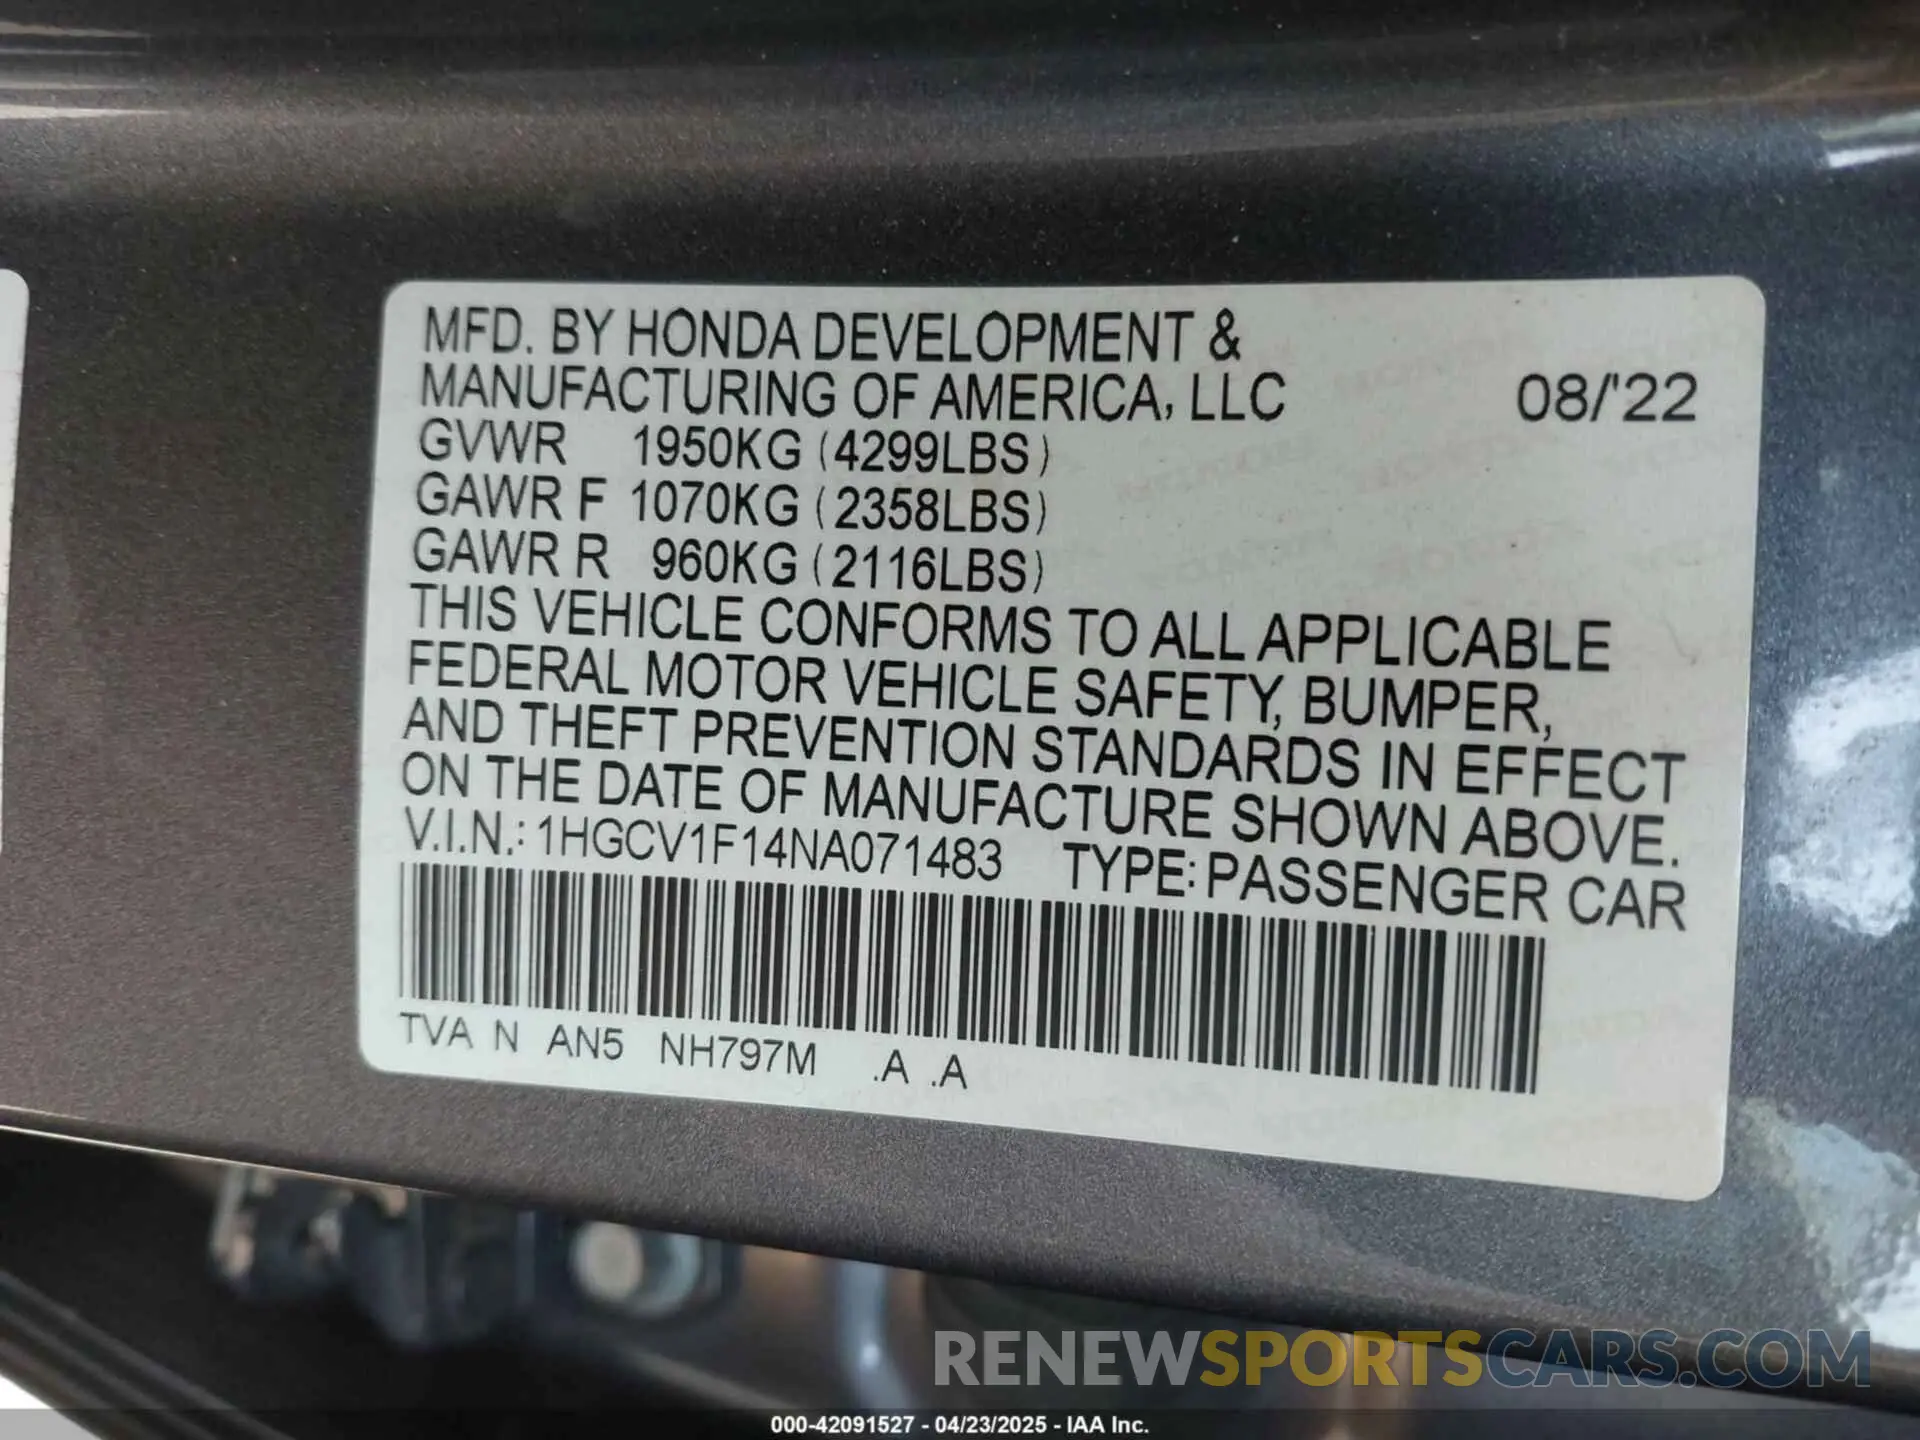 MFD. BY HONDA DEVELOPMENT &
MANUFACTURING OF AMERICA, LLC 08/'22
GVWR 1950KG (4299LBS)
GAWR F 1070KG (2358LBS)
GAWR R 960KG (2116LBS)
THIS VEHICLE CONFORMS TO ALL APPLICABLE
FEDERAL MOTOR VEHICLE SAFETY, BUMPER,
AND THEFT PREVENTION STANDARDS IN EFFECT
ON THE DATE OF MANUFACTURE SHOWN ABOVE.
V.I.N.: 1HGCV1F14NA071483 TYPE: PASSENGER CAR
TVA N AN5 NH797M .A .A
RENEWSPORTSCARS.COM
000-42091527 - 04/23/2025 - IAA Inc.